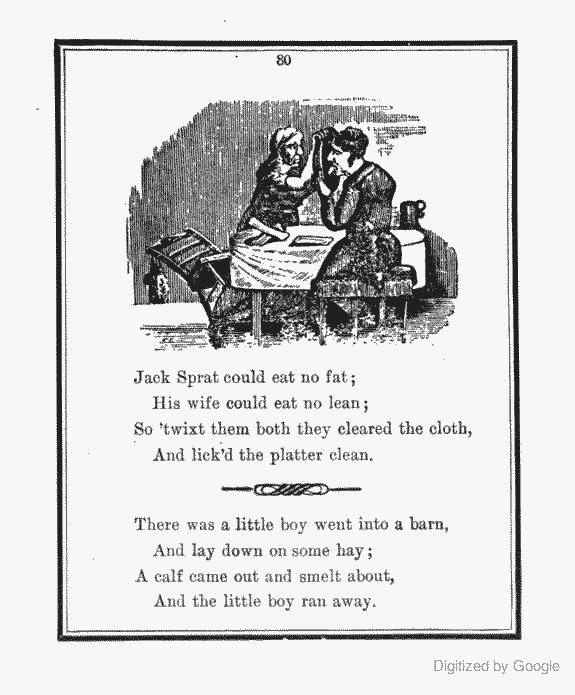 80
Jack Sprat could eat no fat;
His wife could eat no lean;
So 'twixt them both they cleared the cloth,
And lick'd the platter clean.
There was a little boy went into a barn,
And lay down on some hay;
A calf came out and smelt about,
And the little boy ran away.
Digitized by Google